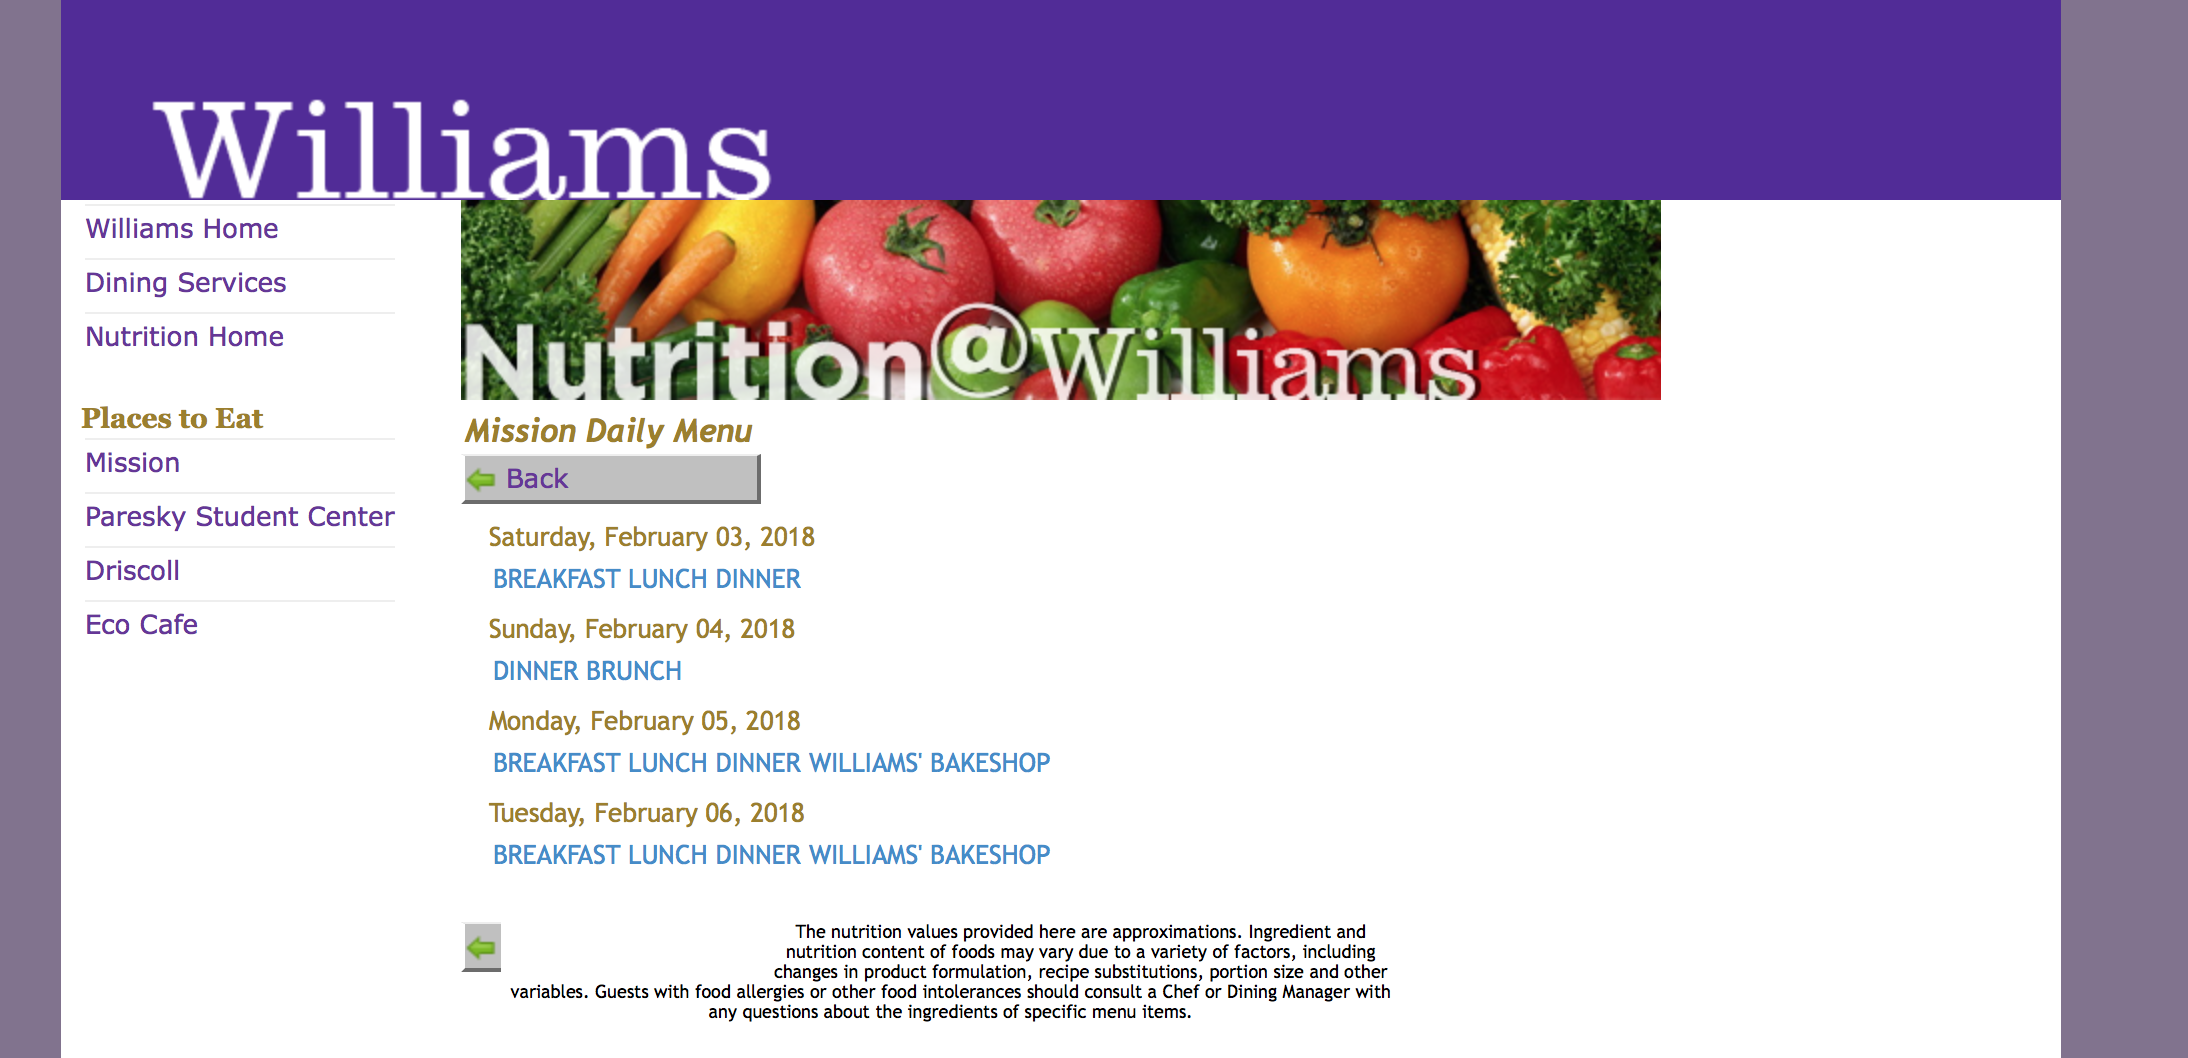 Williams
Williams Home
Dining Services
Nutrition Home
Places to Eat
Mission
Paresky Student Center
Driscoll
Eco Cafe
Nutrition@Williams
Mission Daily Menu
Back
Saturday, February 03, 2018
BREAKFAST LUNCH DINNER
Sunday, February 04, 2018
DINNER BRUNCH
Monday, February 05, 2018
BREAKFAST LUNCH DINNER WILLIAMS' BAKESHOP
Tuesday, February 06, 2018
BREAKFAST LUNCH DINNER WILLIAMS' BAKESHOP
The nutrition values provided here are approximations. Ingredient and
nutrition content of foods may vary due to a variety of factors, including
changes in product formulation, recipe substitutions, portion size and other
variables. Guests with food allergies or other food intolerances should consult a Chef or Dining Manager with
any questions about the ingredients of specific menu items.